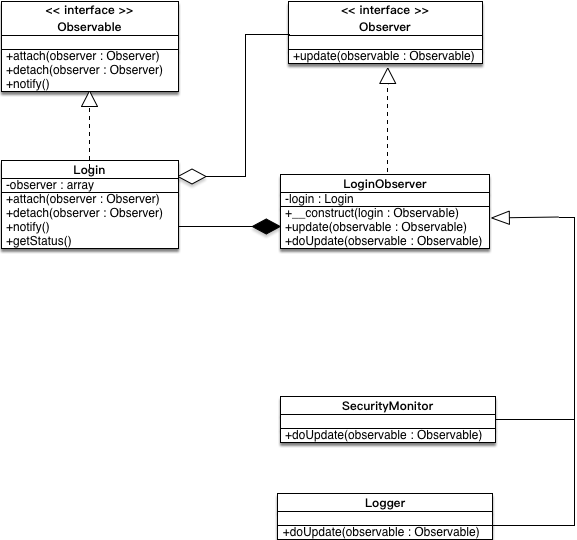 << interface >>
Observable
+attach(observer : Observer)
+detach(observer : Observer)
+notify()
<< interface >>
Observer
+update(observable : Observable)
Login
-observer : array
+attach(observer : Observer)
+detach(observer : Observer)
+notify()
+getStatus()
LoginObserver
-login : Login
+__construct(login : Observable)
+update(observable : Observable)
+doUpdate(observable : Observable)
SecurityMonitor
+doUpdate(observable : Observable)
Logger
+doUpdate(observable : Observable)